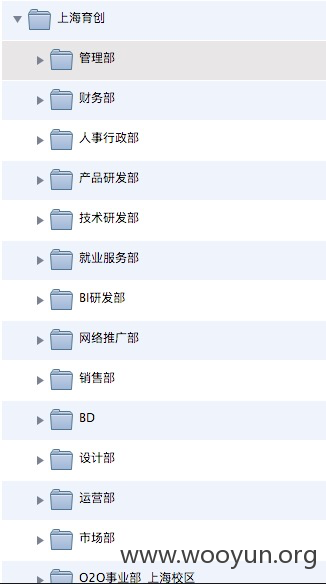 上海育创
管理部
财务部
人事行政部
产品研发部
技术研发部
就业服务部
BI研发部
网络推广部
销售部
BD
设计部
运营部
市场部
O2O事业部_上海校区
www.wooyun.org